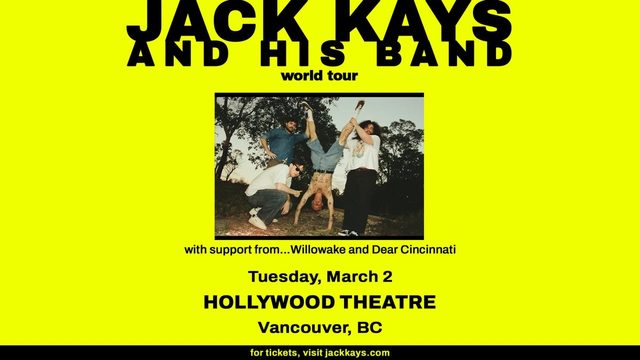 JACK KAYS
AND HIS BAND
world tour
with support from...Willowake and Dear Cincinnati
Tuesday, March 2
HOLLYWOOD THEATRE
Vancouver, BC
for tickets, visit jackkays.com